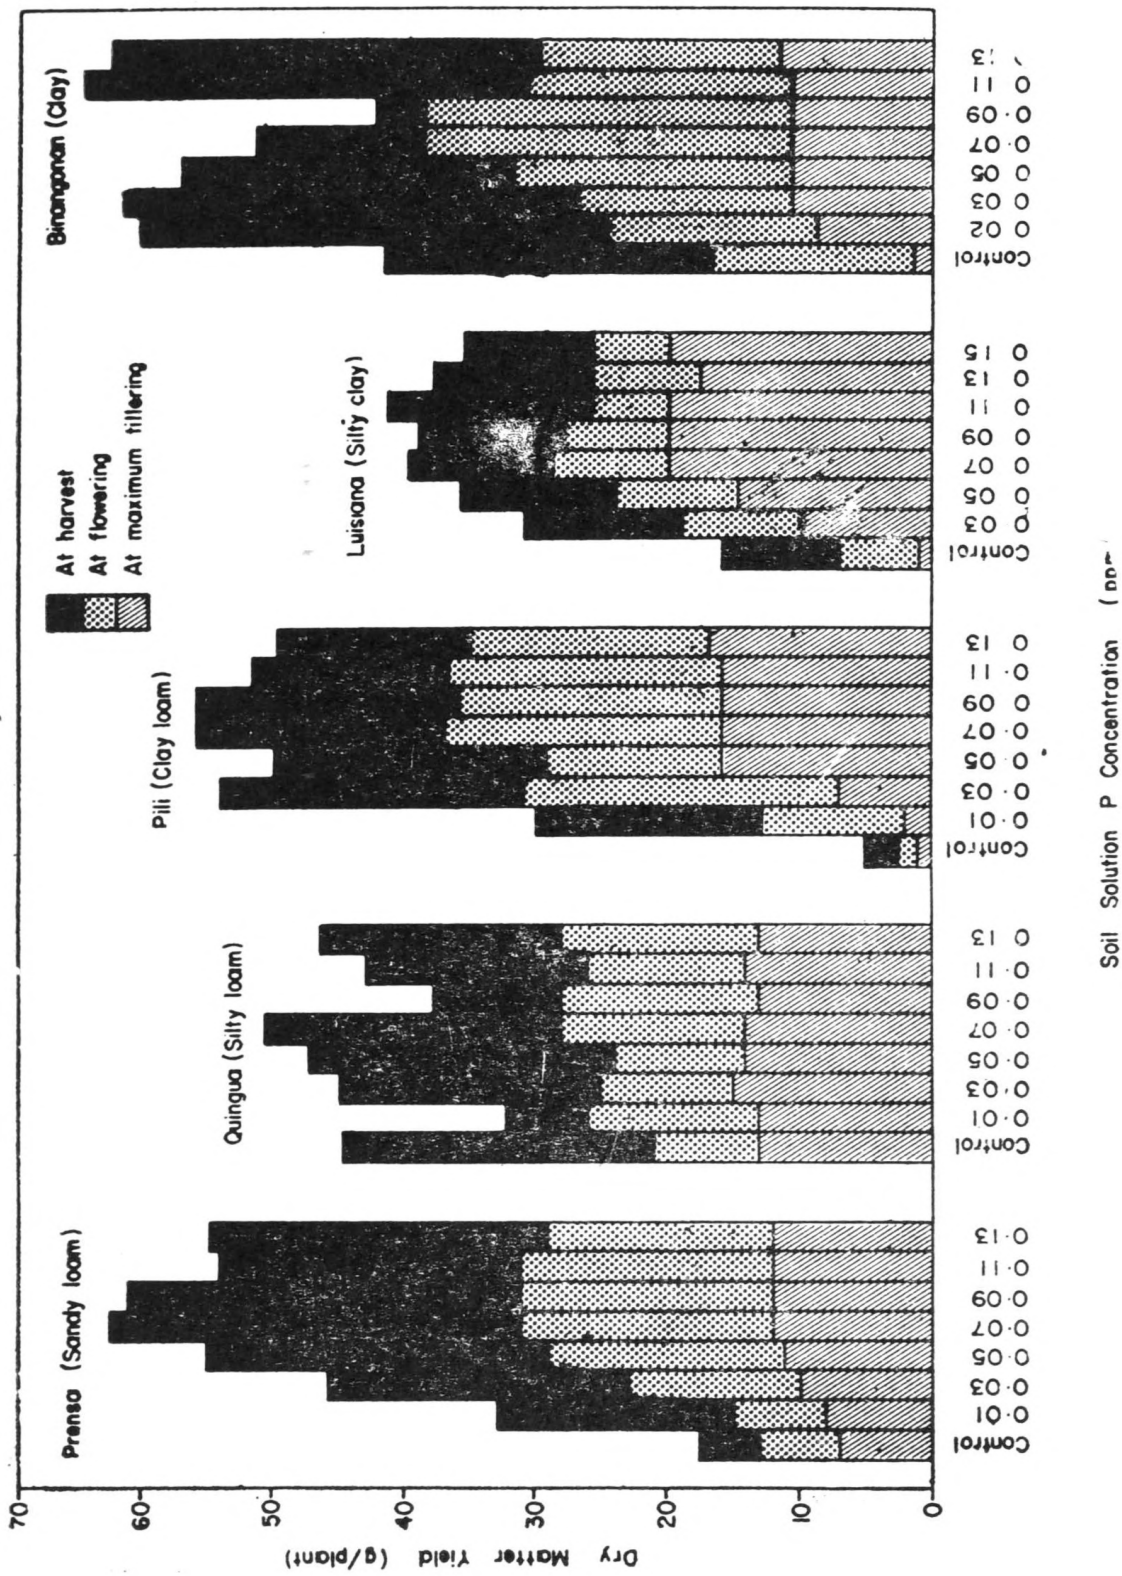 Dry Matter Yield (g/plant)
70
60
50
40
30
20
10
0
At harvest
At flowering
At maximum tillering
Prensa (Sandy loam)
Control
0.01
0.03
0.05
0.07
0.09
0.11
0.13
Quingua (Silty loam)
Control
0.01
0.03
0.05
0.07
0.09
0.11
0 13
Pili (Clay loam)
Control
0.01
0.03
0.05
0.07
0 09
0.11
0 13
Luisiana (Silty clay)
Control
0 03
0 05
0 07
0 09
0 11
0 13
0 15
Binangonan (Clay)
Control
0 02
0 03
0 05
0.07
0.09
0 11
13
Soil Solution P Concentration